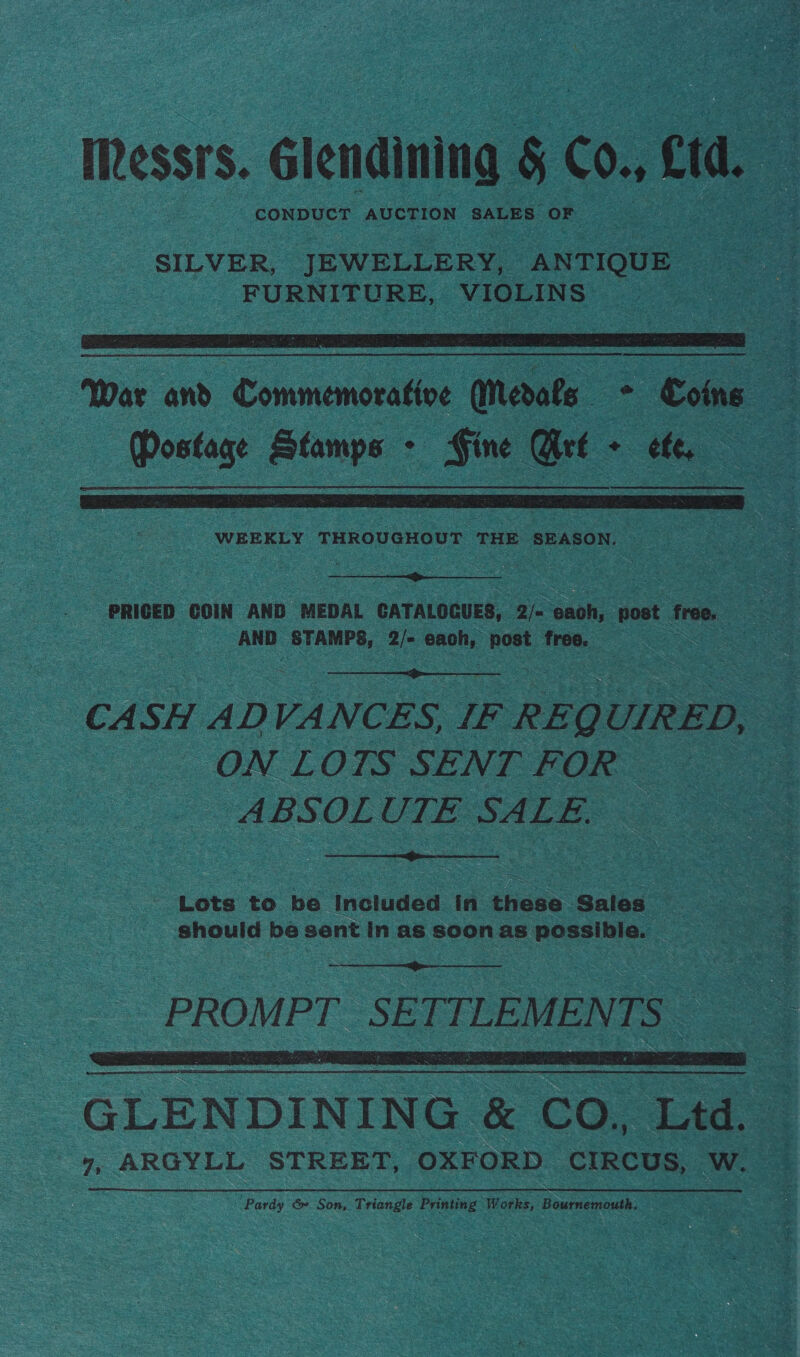 Messrs. Glendining & Co., Ltd.
CONDUCT AUCTION SALES OF
SILVER, JEWELLERY, ANTIQUE
FURNITURE, VIOLINS
War and Commemorative Medals • Coins
Postage Stamps • Fine Art • etc.
WEEKLY THROUGHOUT THE SEASON.
PRICED COIN AND MEDAL CATALOGUES, 2/- each, post free.
AND STAMPS, 2/- each, post free.
CASH ADVANCES, IF REQUIRED,
ON LOTS SENT FOR
ABSOLUTE SALE.
Lots to be Included in these Sales
should be sent in as soon as possible.
PROMPT SETTLEMENTS
GLENDINING & CO., Ltd.
7, ARGYLL STREET, OXFORD CIRCUS, W.
Pardy & Son, Triangle Printing Works, Bournemouth.